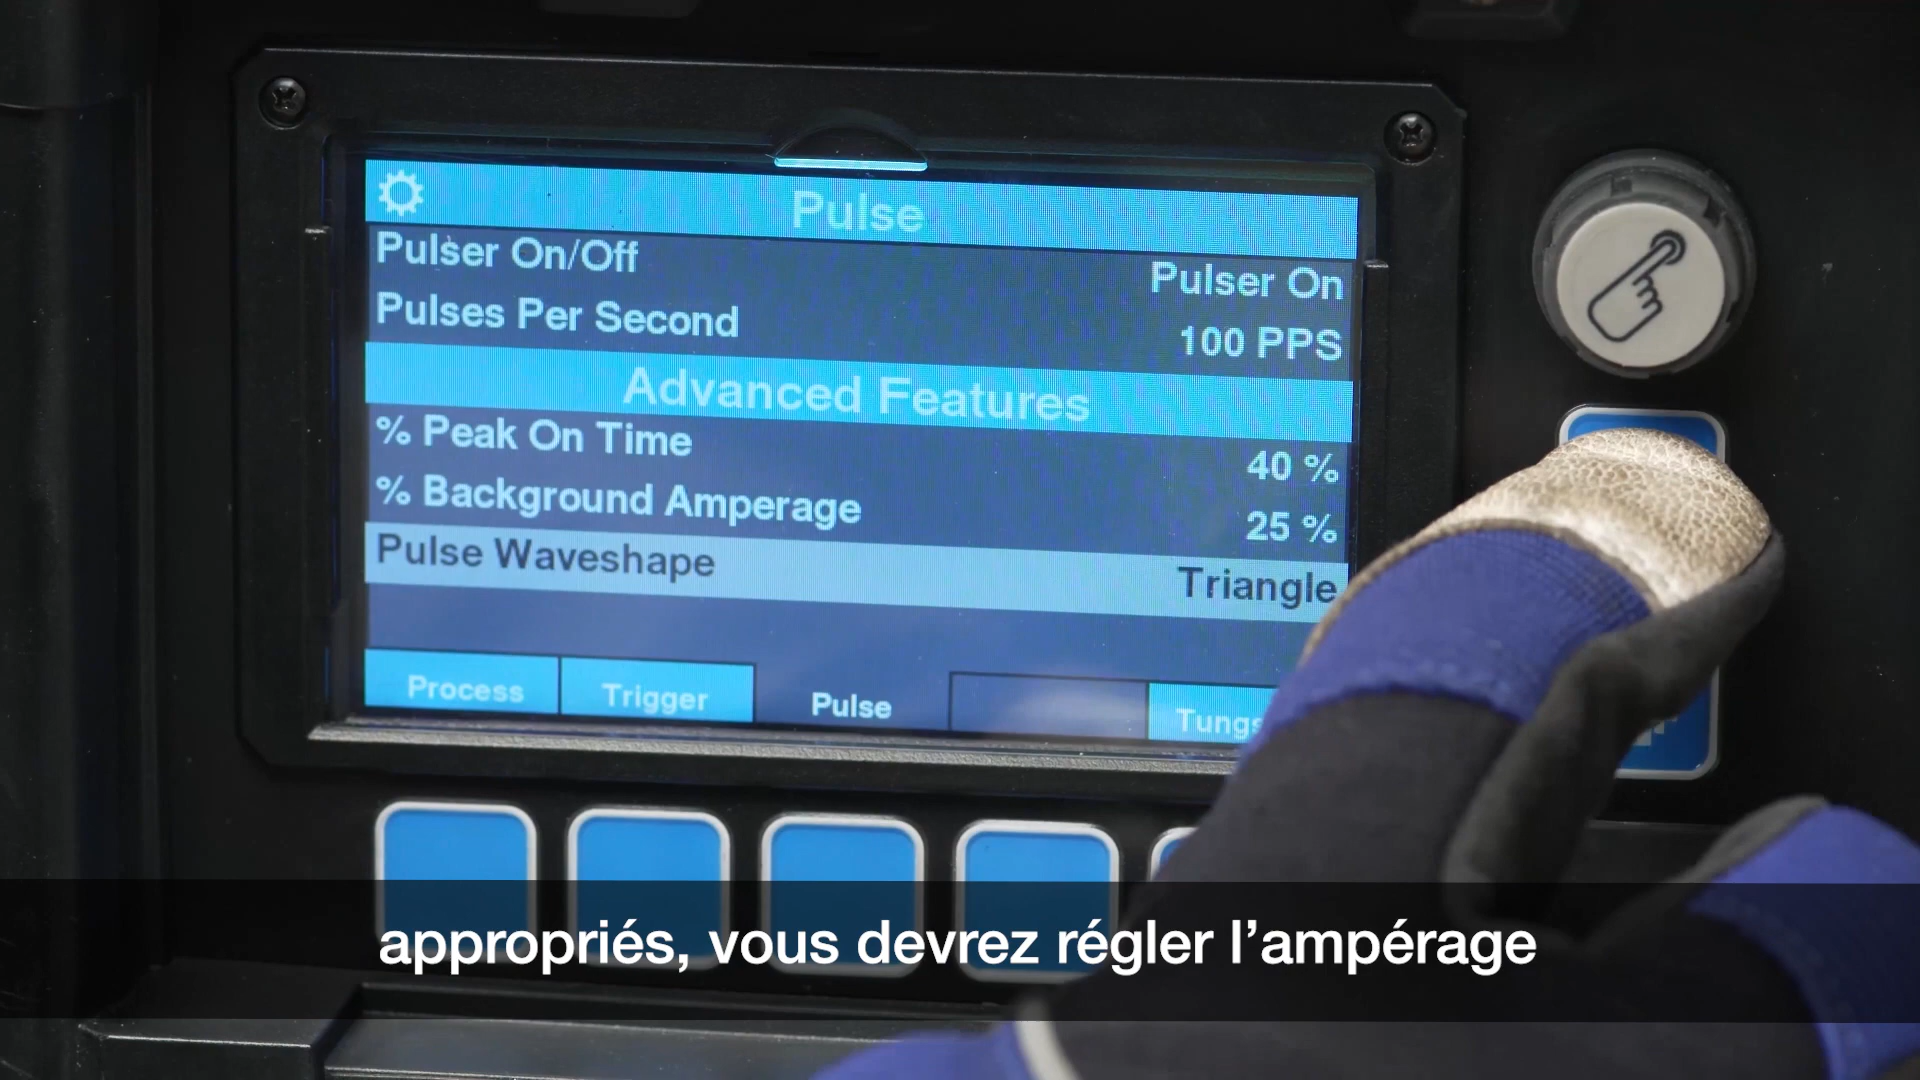 Pulse
Pulser On/Off Pulser On
Pulses Per Second 100 PPS
Advanced Features
% Peak On Time 40 %
% Background Amperage 25 %
Pulse Waveshape Triangle
Process Trigger Pulse
appropriés, vous devrez régler l’ampérage